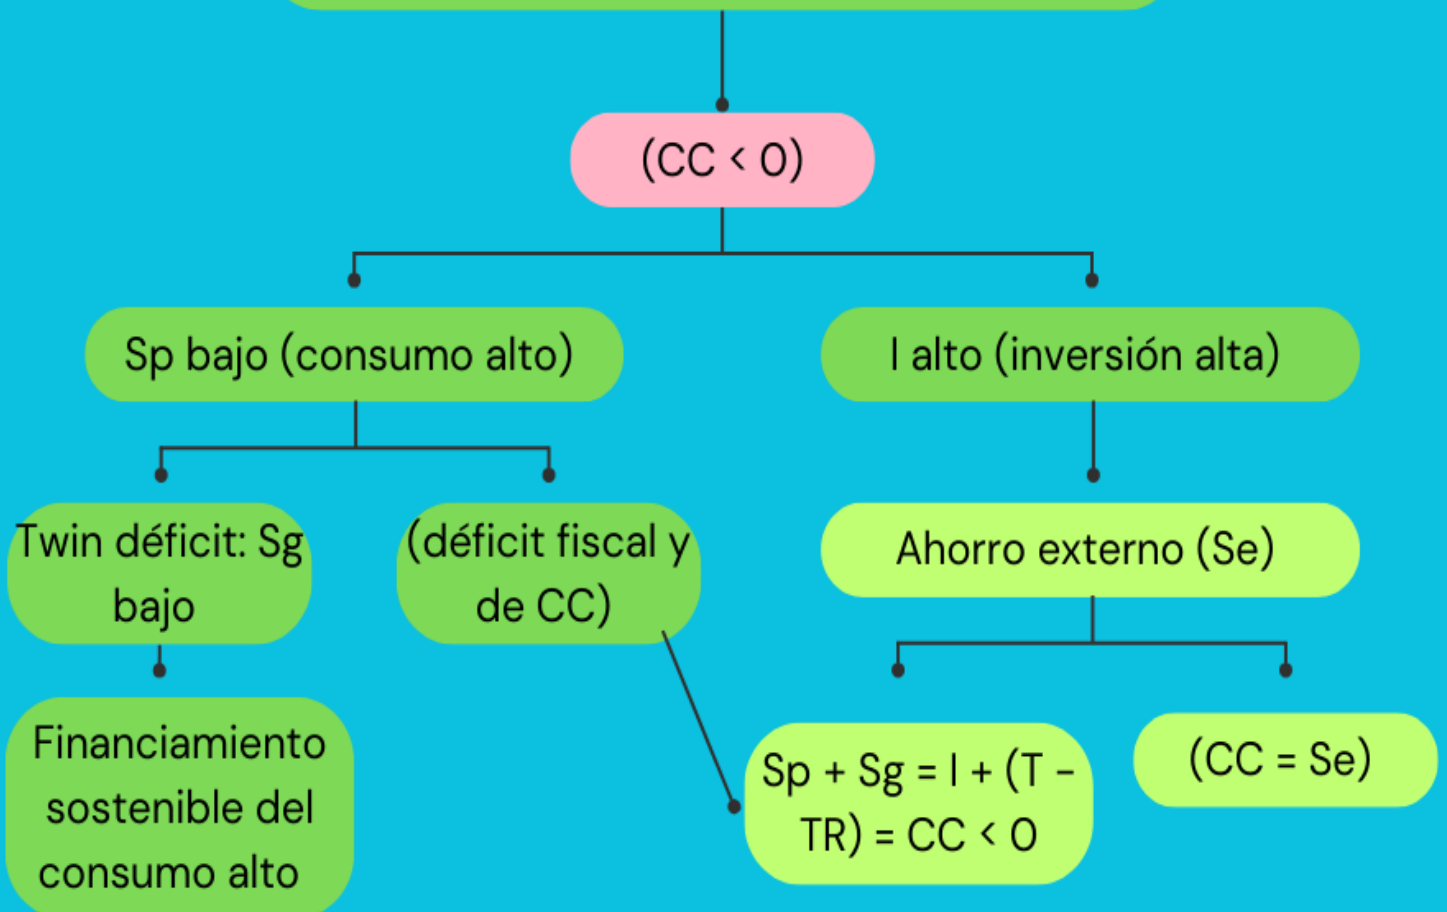 (CC < 0)
Sp bajo (consumo alto)
I alto (inversión alta)
Twin déficit: Sg
bajo
(déficit fiscal y
de CC)
Ahorro externo (Se)
Financiamiento
sostenible del
consumo alto
Sp + Sg = I + (T –
TR) = CC < 0
(CC = Se)